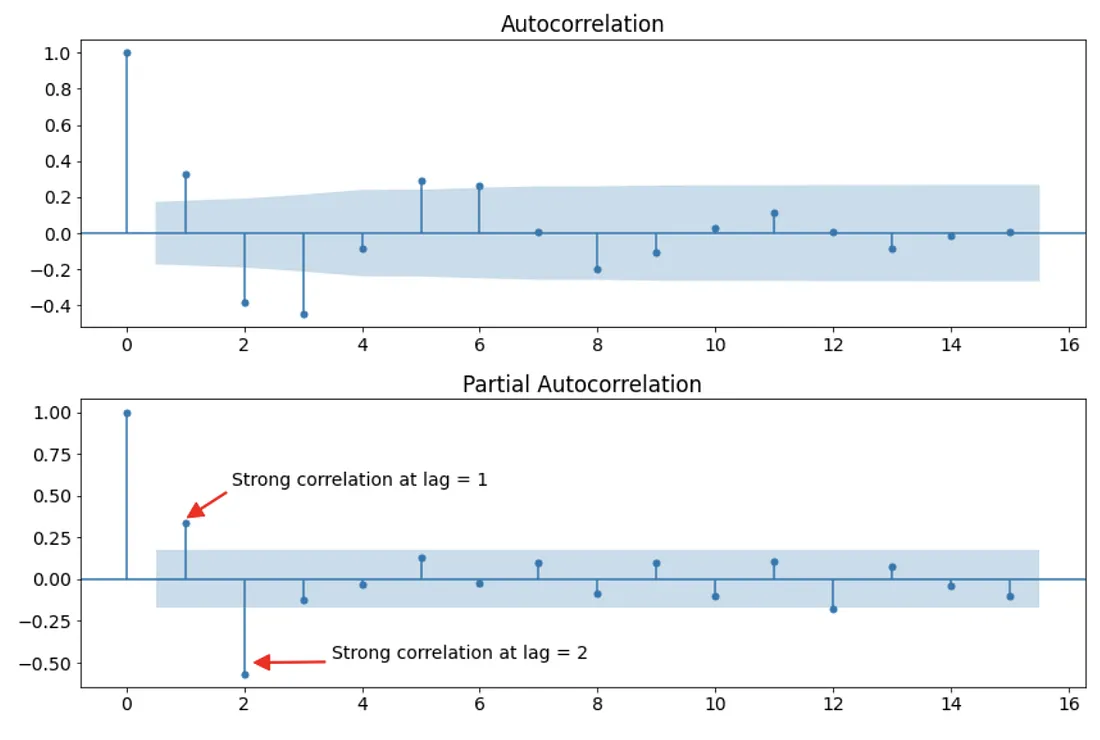 Autocorrelation
1.0
0.8
0.6
0.4
0.2
0.0
−0.2
−0.4
0 2 4 6 8 10 12 14 16
Partial Autocorrelation
1.00
0.75
0.50
0.25
0.00
−0.25
−0.50
Strong correlation at lag = 1
Strong correlation at lag = 2
0 2 4 6 8 10 12 14 16